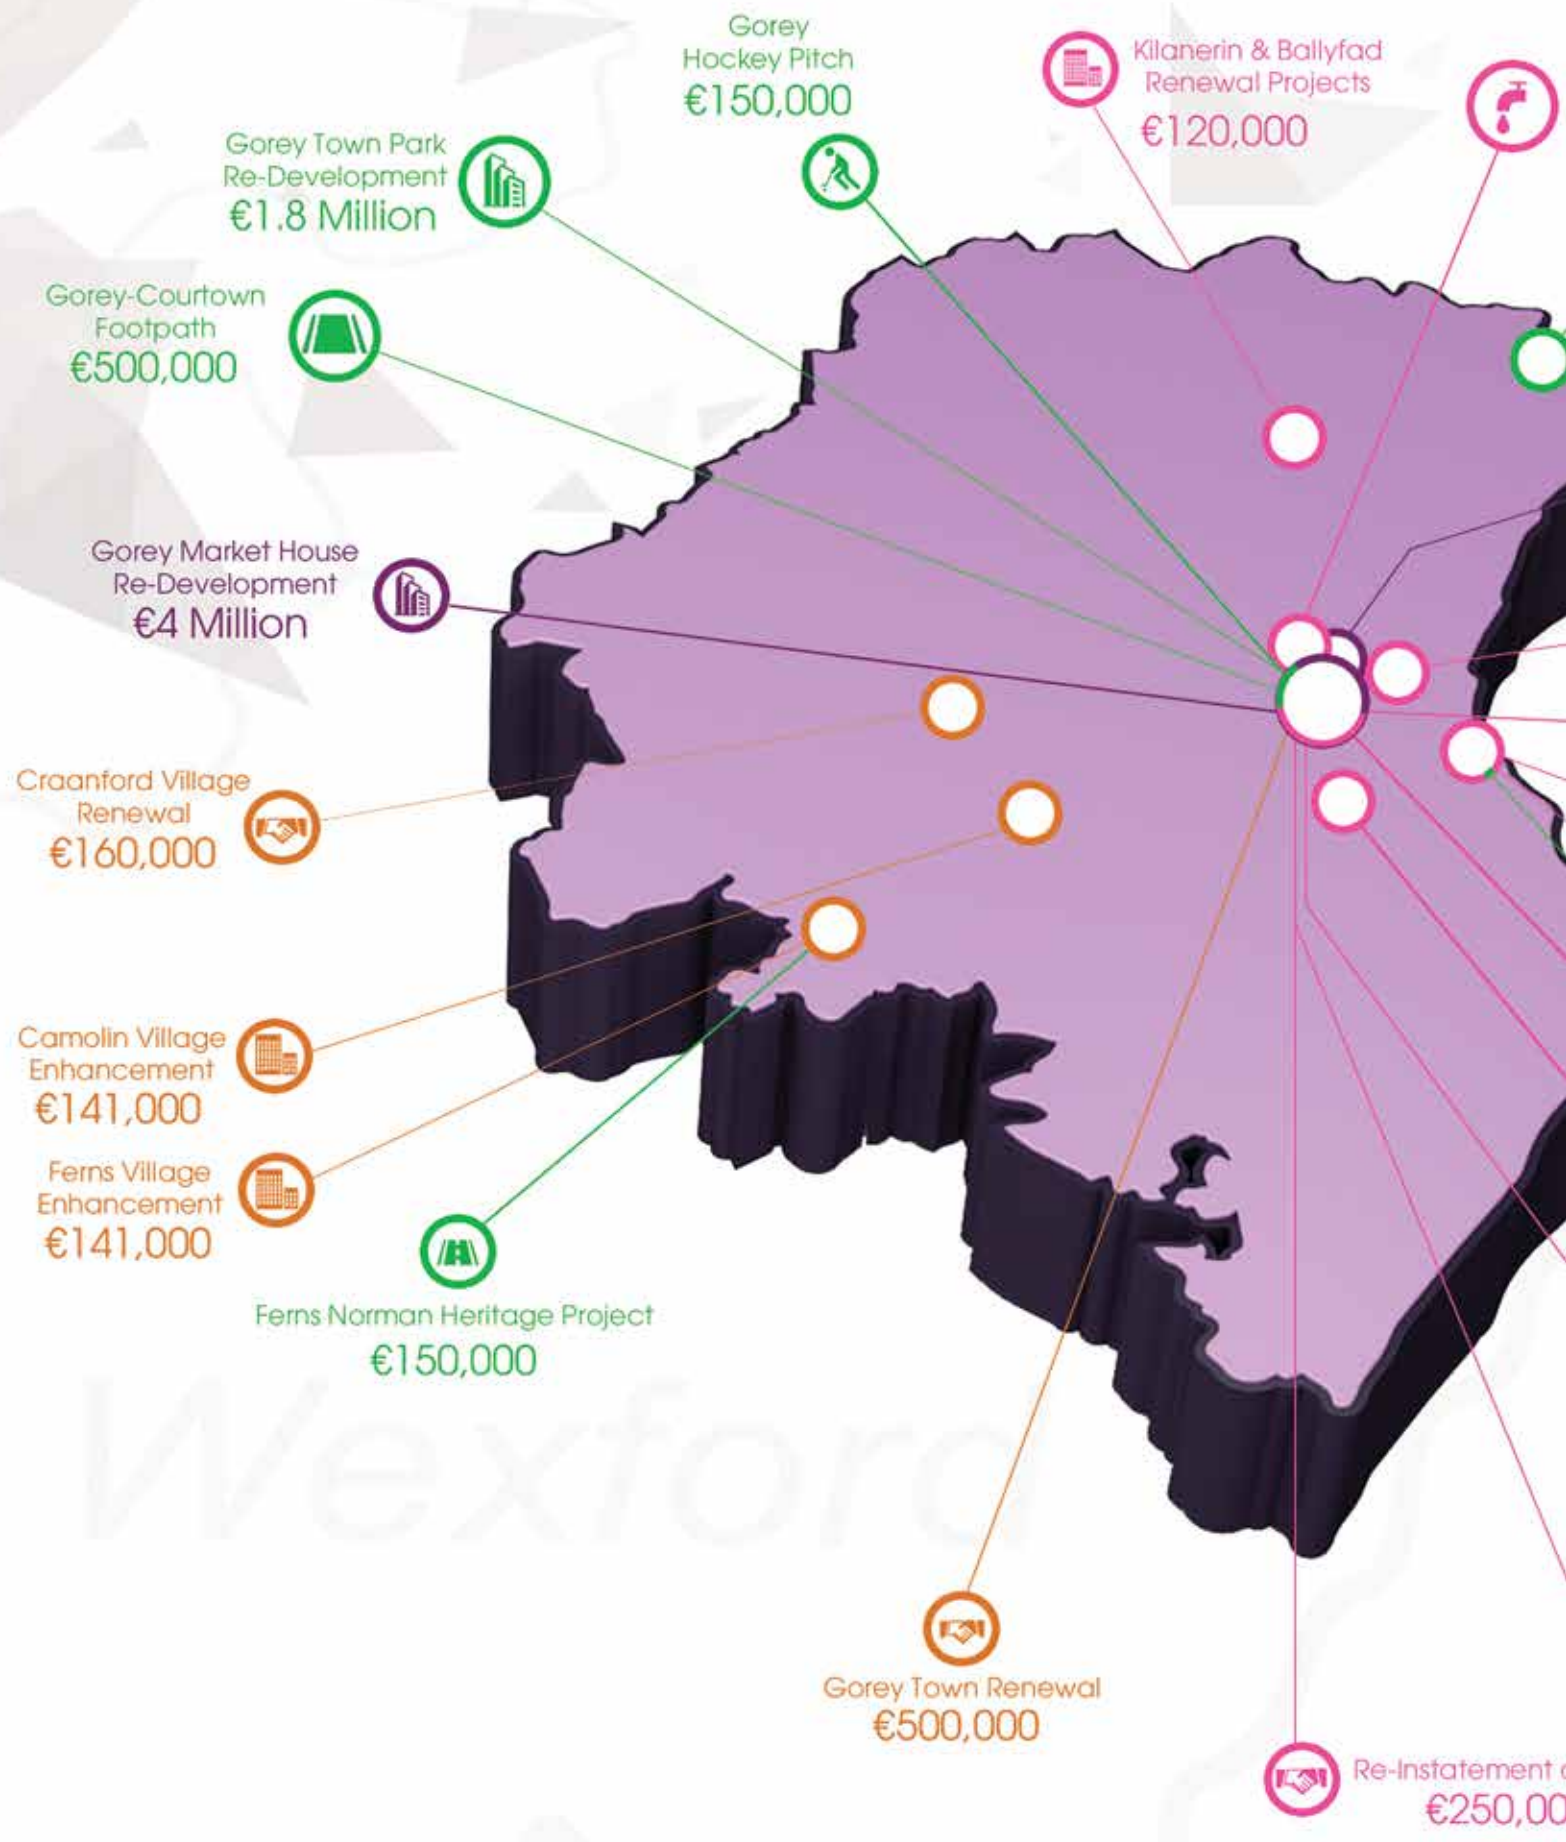 Gorey
Hockey Pitch
€150,000
Kilanerin & Ballyfad
Renewal Projects
€120,000
Gorey Town Park
Re-Development
€1.8 Million
Gorey-Courtown
Footpath
€500,000
Gorey Market House
Re-Development
€4 Million
Craanford Village
Renewal
€160,000
Camolin Village
Enhancement
€141,000
Ferns Village
Enhancement
€141,000
Ferns Norman Heritage Project
€150,000
Wexford
Gorey Town Renewal
€500,000
Re-Instatement
€250,00